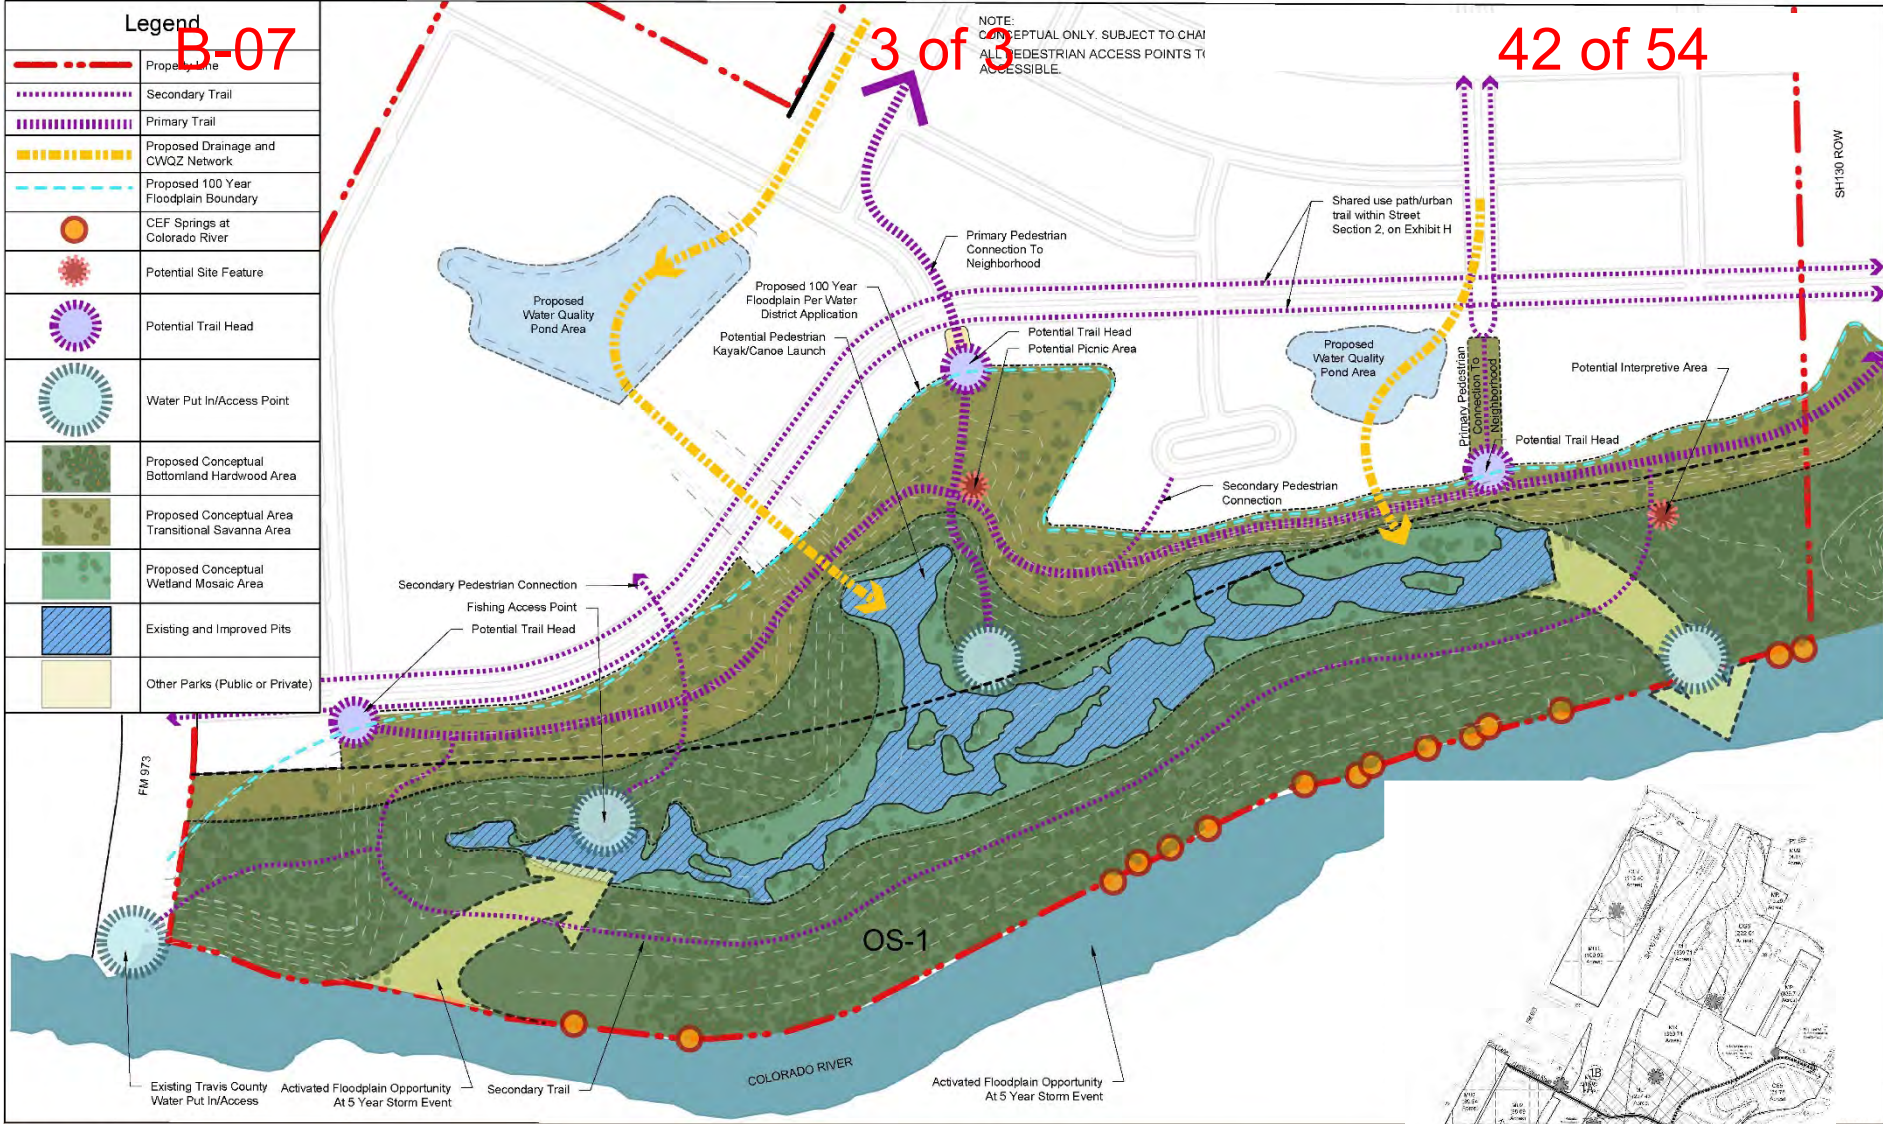 Legend
B-07
3 of 3
42 of 54
Property Line
Secondary Trail
Primary Trail
Proposed Drainage and
CWQZ Network
Proposed 100 Year
Floodplain Boundary
CEF Springs at
Colorado River
Potential Site Feature
Potential Trail Head
Water Put In/Access Point
Proposed Conceptual
Bottomland Hardwood Area
Proposed Conceptual Area
Transitional Savanna Area
Proposed Conceptual
Wetland Mosaic Area
Existing and Improved Pits
Other Parks (Public or Private)
NOTE:
CONCEPTUAL ONLY. SUBJECT TO CHA
ALL PEDESTRIAN ACCESS POINTS T
ACCESSIBLE.
SH130 ROW
Shared use path/urban
trail within Street
Section 2, on Exhibit H
Primary Pedestrian
Connection To
Neighborhood
Proposed
Water Quality
Pond Area
Proposed 100 Year
Floodplain Per Water
District Application
Potential Pedestrian
Kayak/Canoe Launch
Potential Trail Head
Potential Picnic Area
Proposed
Water Quality
Pond Area
Primary Pedestrian
Connection To
Neighborhood
Potential Interpretive Area
Potential Trail Head
Secondary Pedestrian
Connection
Secondary Pedestrian Connection
Fishing Access Point
Potential Trail Head
FM 973
OS-1
COLORADO RIVER
Existing Travis County
Water Put In/Access
Activated Floodplain Opportunity
At 5 Year Storm Event
Secondary Trail
Activated Floodplain Opportunity
At 5 Year Storm Event
1B
1A